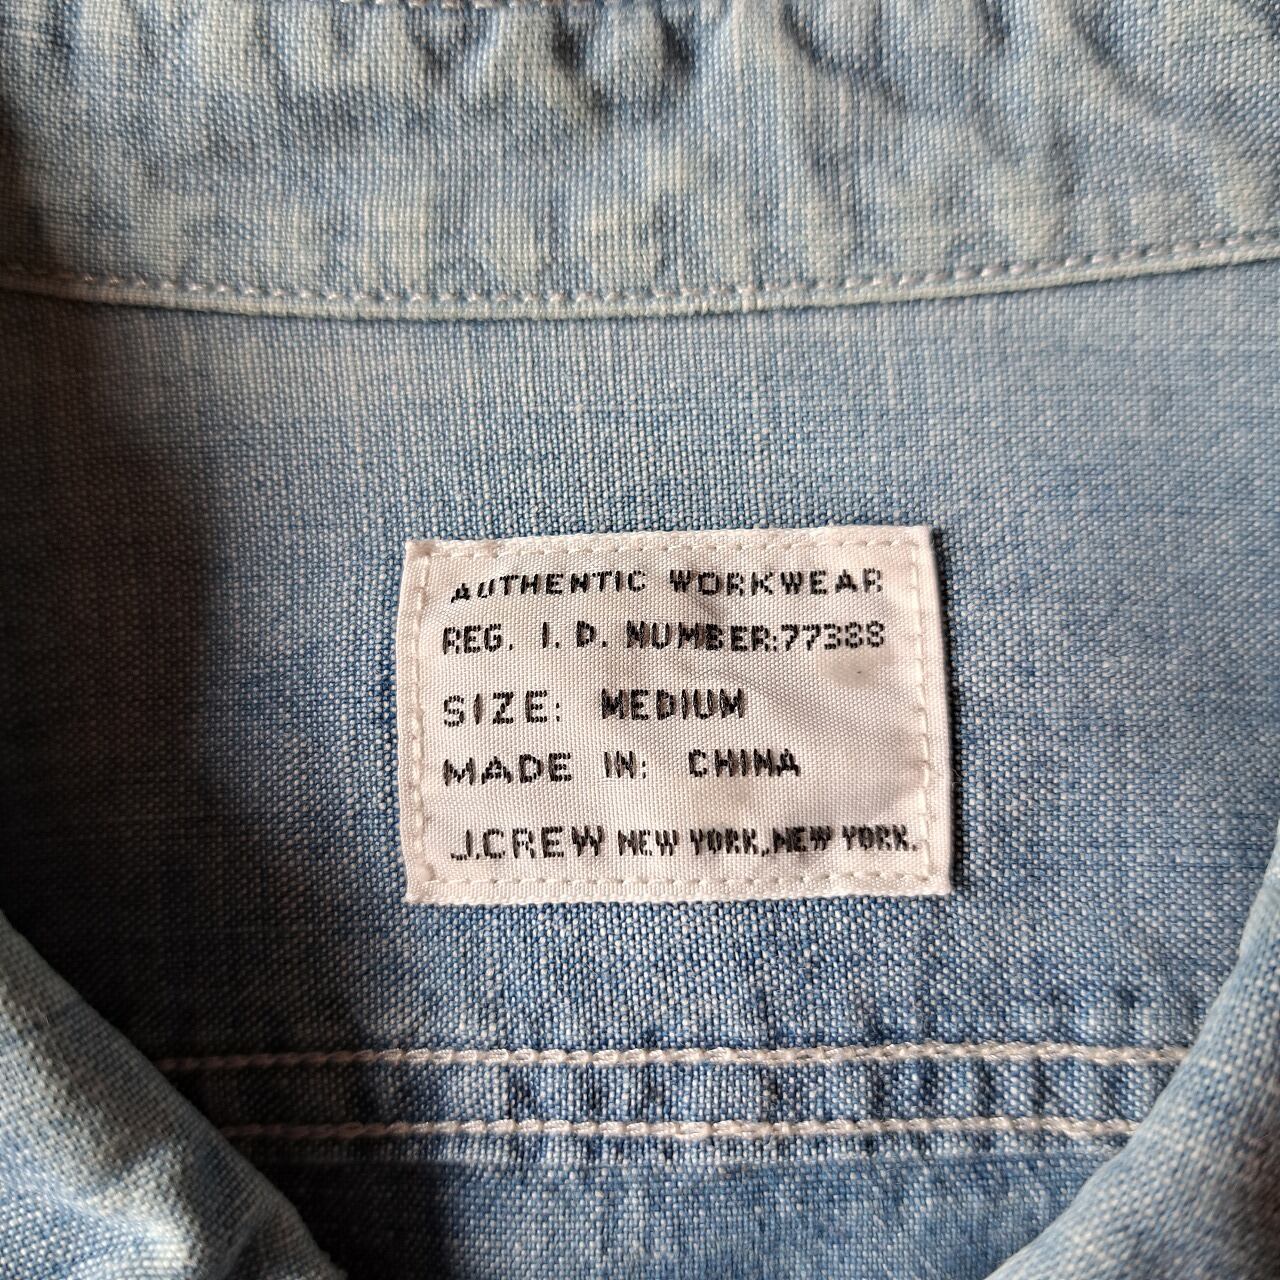 AUTHENTIC WORKWEAR
REG. I.D. NUMBER:77388
SIZE: MEDIUM
MADE IN: CHINA
J.CREW NEW YORK, NEW YORK.